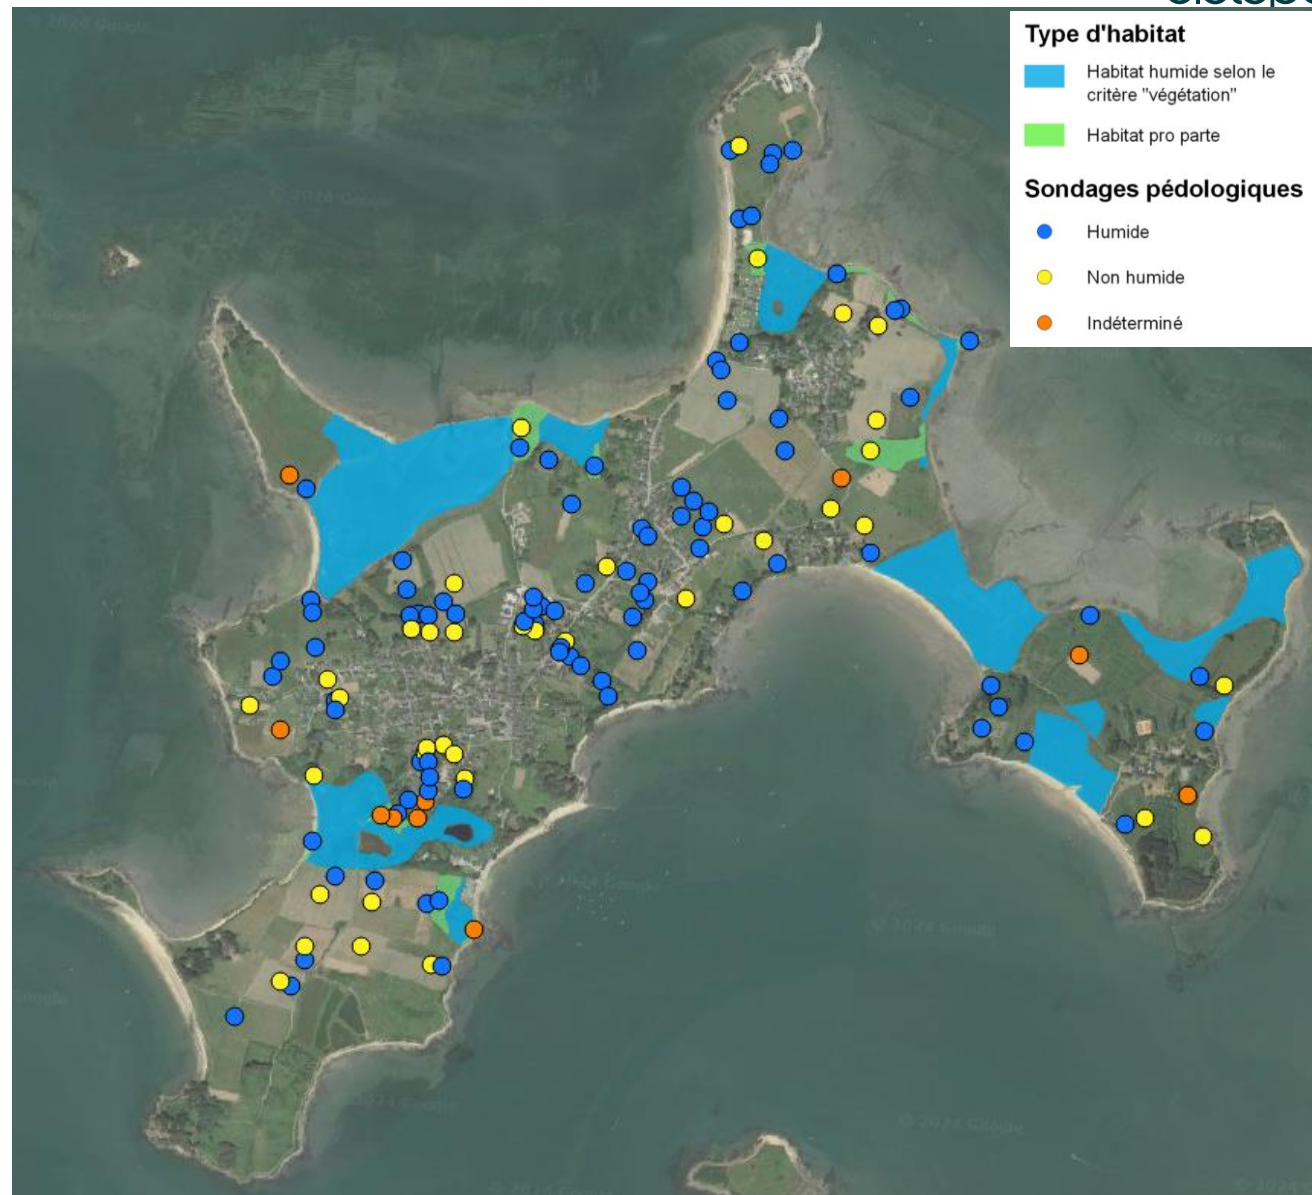 Type d'habitat
Habitat humide selon le
critère "végétation"
Habitat pro parte
Sondages pédologiques
Humide
Non humide
Indéterminé